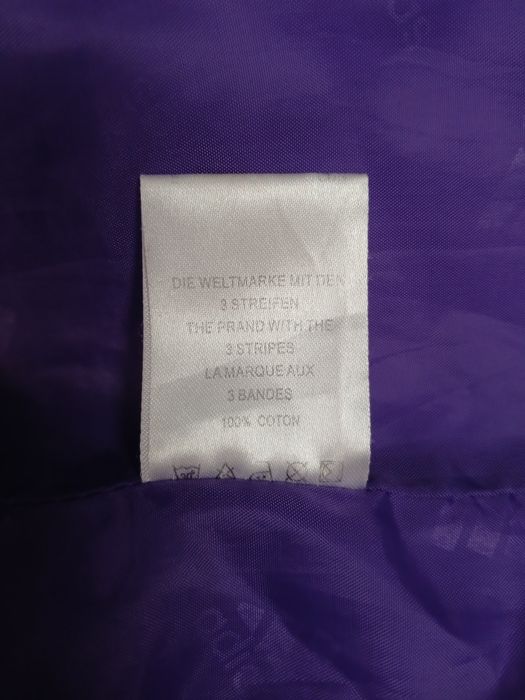 DIE WELTMARKE MIT DEN
3 STREIFEN
THE PRAND WITH THE
3 STRIPES
LA MARQUE AUX
3 BANDES
100% COTON